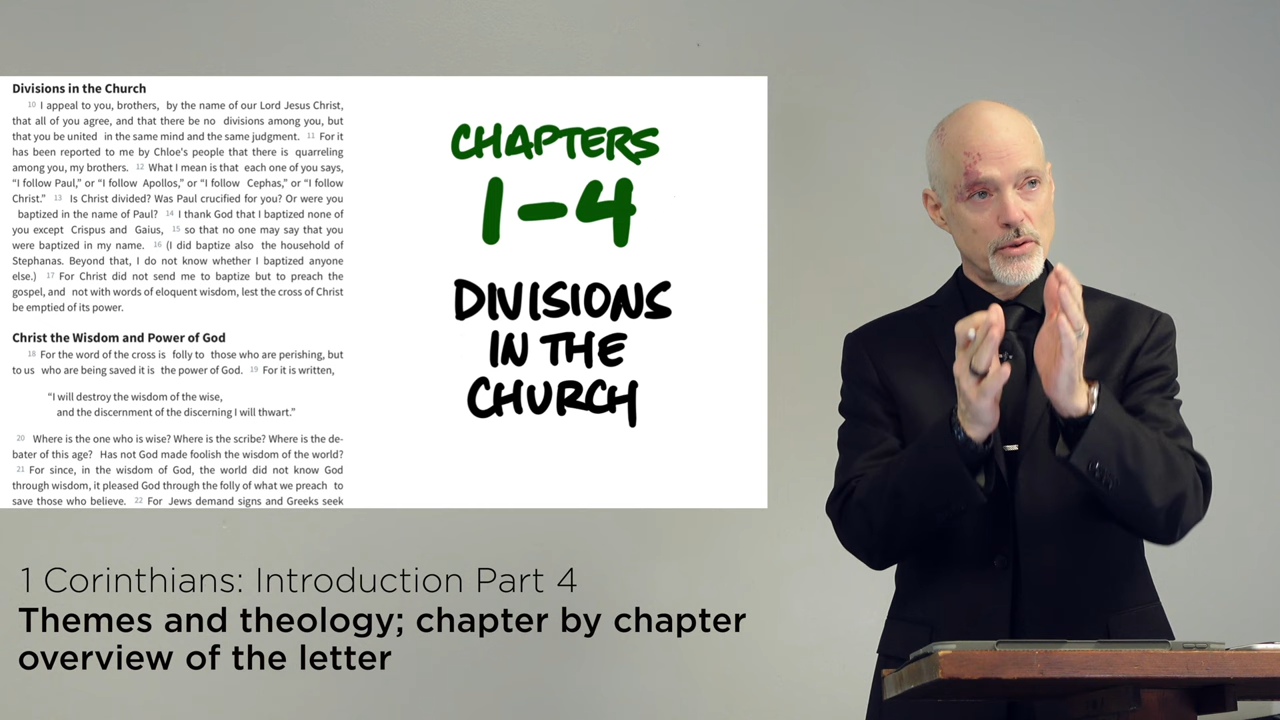 Divisions in the Church
10 I appeal to you, brothers, by the name of our Lord Jesus Christ,
that all of you agree, and that there be no divisions among you, but
that you be united in the same mind and the same judgment. 11 For it
has been reported to me by Chloe's people that there is quarreling
among you, my brothers. 12 What I mean is that each one of you says,
“I follow Paul,” or “I follow Apollos,” or “I follow Cephas,” or “I follow
Christ.” 13 Is Christ divided? Was Paul crucified for you? Or were you
baptized in the name of Paul? 14 I thank God that I baptized none of
you except Crispus and Gaius, 15 so that no one may say that you
were baptized in my name. 16 (I did baptize also the household of
Stephanas. Beyond that, I do not know whether I baptized anyone
else.) 17 For Christ did not send me to baptize but to preach the
gospel, and not with words of eloquent wisdom, lest the cross of Christ
be emptied of its power.
Christ the Wisdom and Power of God
18 For the word of the cross is folly to those who are perishing, but
to us who are being saved it is the power of God. 19 For it is written,
“I will destroy the wisdom of the wise,
and the discernment of the discerning I will thwart.”
20 Where is the one who is wise? Where is the scribe? Where is the de-
bater of this age? Has not God made foolish the wisdom of the world?
21 For since, in the wisdom of God, the world did not know God
through wisdom, it pleased God through the folly of what we preach to
save those who believe. 22 For Jews demand signs and Greeks seek
CHAPTERS
1-4
DIVISIONS
IN THE
CHURCH
1 Corinthians: Introduction Part 4
Themes and theology; chapter by chapter
overview of the letter